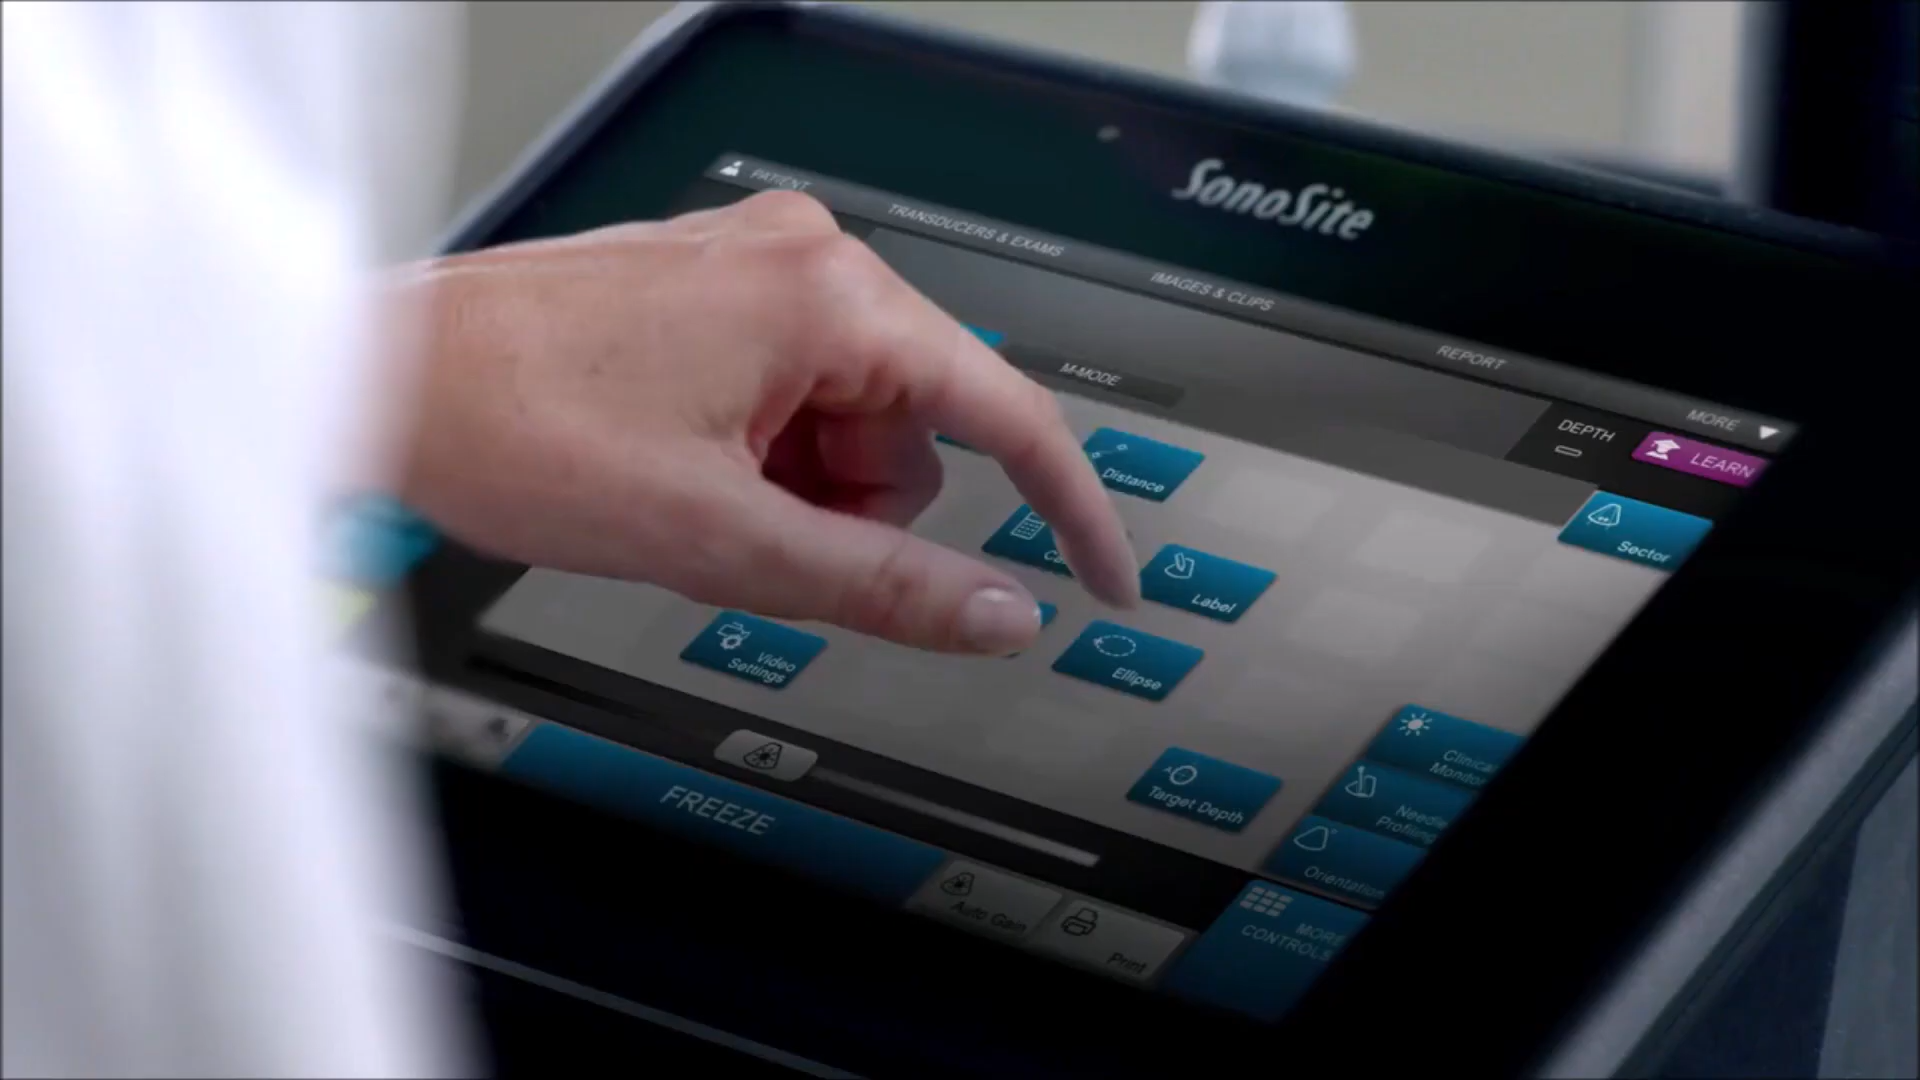 SonoSite
PATIENT
TRANSDUCERS & EXAMS
IMAGES & CLIPS
REPORT
MORE
M-MODE
DEPTH
LEARN
Distance
Sector
Label
Video
Settings
Ellipse
Target Depth
Needle
Orientation
FREEZE
Auto Gain
Print
MORE
CONTROLS